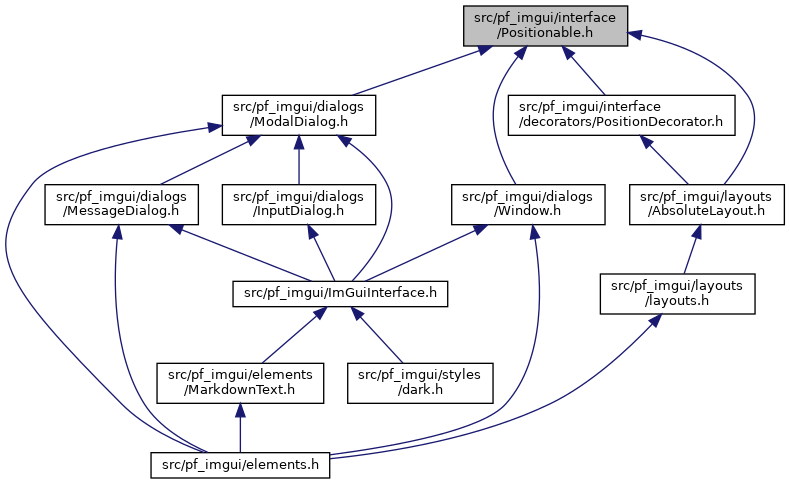 src/pf_imgui/interface
/Positionable.h
src/pf_imgui/dialogs
/ModalDialog.h
src/pf_imgui/interface
/decorators/PositionDecorator.h
src/pf_imgui/dialogs
/MessageDialog.h
src/pf_imgui/dialogs
/InputDialog.h
src/pf_imgui/dialogs
/Window.h
src/pf_imgui/layouts
/AbsoluteLayout.h
src/pf_imgui/ImGuiInterface.h
src/pf_imgui/layouts
/layouts.h
src/pf_imgui/elements
/MarkdownText.h
src/pf_imgui/styles
/dark.h
src/pf_imgui/elements.h